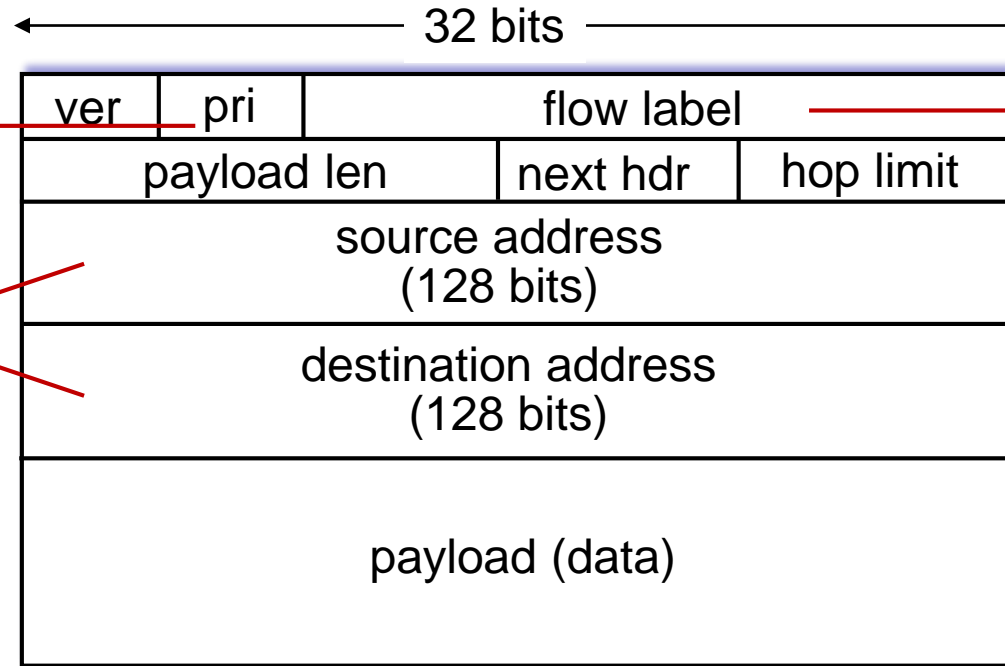 32 bits
ver pri flow label
payload len next hdr hop limit
source address
(128 bits)
destination address
(128 bits)
payload (data)